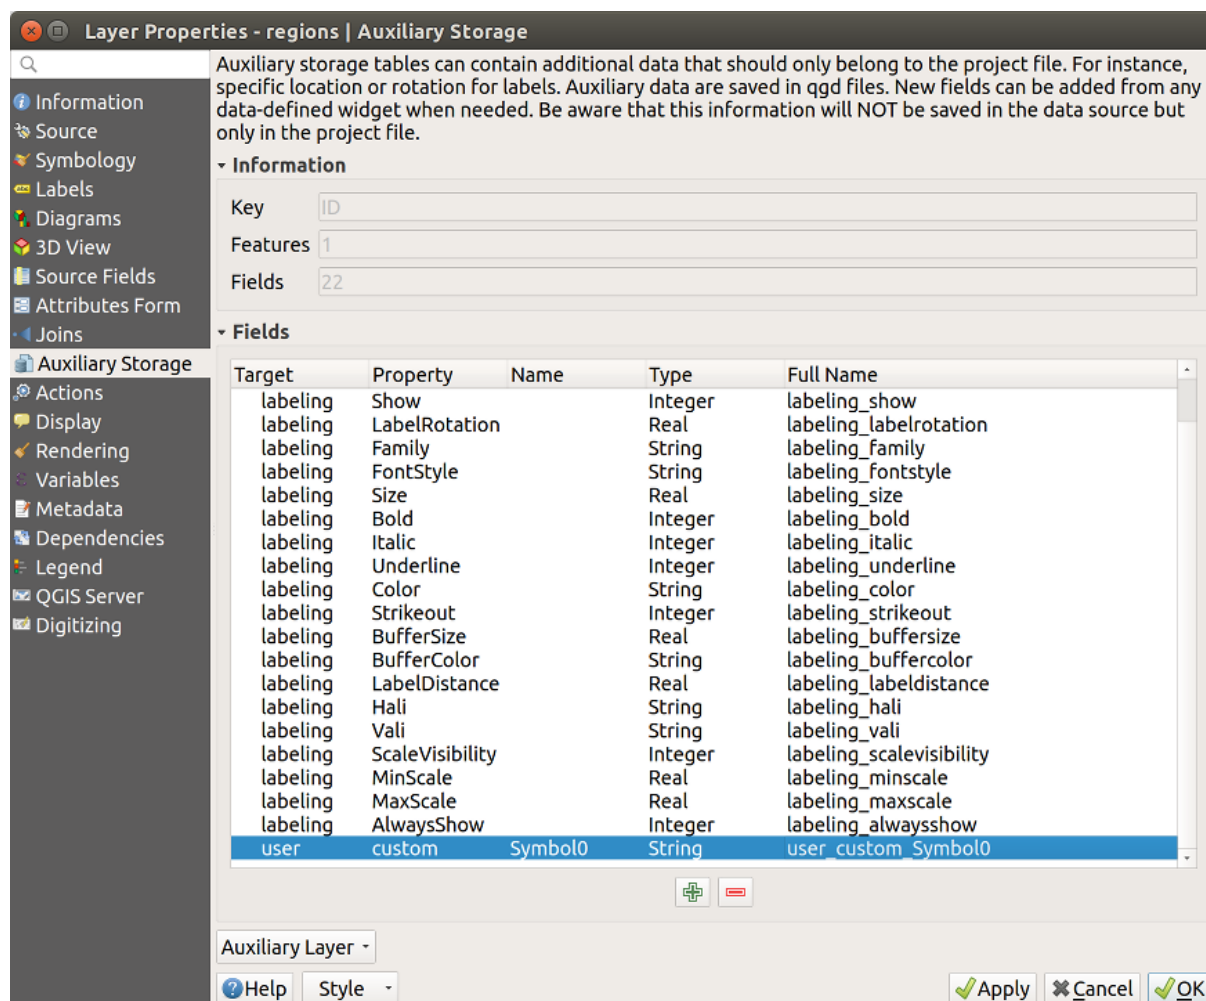 Layer Properties - regions | Auxiliary Storage
Information
Source
Symbology
Labels
Diagrams
3D View
Source Fields
Attributes Form
Joins
Auxiliary Storage
Actions
Display
Rendering
Variables
Metadata
Dependencies
Legend
QGIS Server
Digitizing
Auxiliary storage tables can contain additional data that should only belong to the project file. For instance,
specific location or rotation for labels. Auxiliary data are saved in qgd files. New fields can be added from any
data-defined widget when needed. Be aware that this information will NOT be saved in the data source but
only in the project file.
Information
Key ID
Features 1
Fields 22
Fields
Target Property Name Type Full Name
labeling Show Integer labeling_show
labeling LabelRotation Real labeling_labelrotation
labeling Family String labeling_family
labeling FontStyle String labeling_fontstyle
labeling Size Real labeling_size
labeling Bold Integer labeling_bold
labeling Italic Integer labeling_italic
labeling Underline Integer labeling_underline
labeling Color String labeling_color
labeling Strikeout Integer labeling_strikeout
labeling BufferSize Real labeling_buffersize
labeling BufferColor String labeling_buffercolor
labeling LabelDistance Real labeling_labeldistance
labeling Hali String labeling_hali
labeling Vali String labeling_vali
labeling ScaleVisibility Integer labeling_scalevisibility
labeling MinScale Real labeling_minscale
labeling MaxScale Real labeling_maxscale
labeling AlwaysShow Integer labeling_alwaysshow
user custom Symbol0 String user_custom_Symbol0
Auxiliary Layer
Help Style Apply Cancel OK